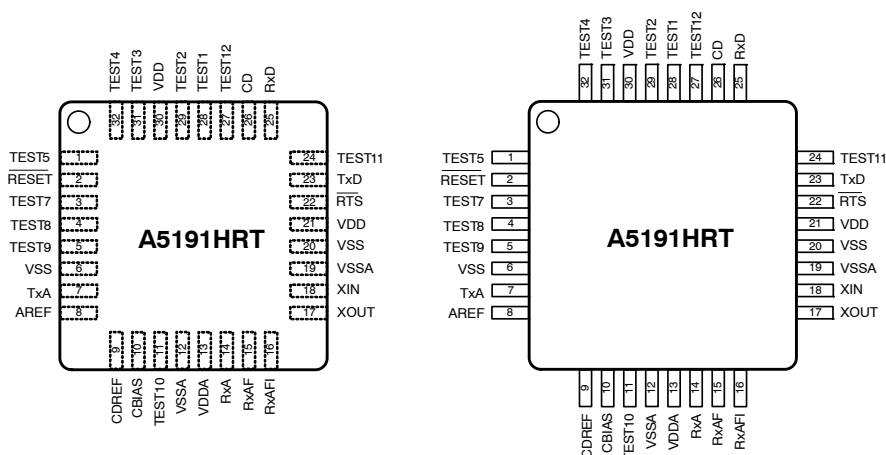 TEST4 TEST3 VDD TEST2 TEST1 TEST12 CD RxD
32 31 30 29 28 27 26 25
TEST5 1 24 TEST11
RESET 2 23 TxD
TEST7 3 22 RTS
TEST8 4 21 VDD
TEST9 5 20 VSS
VSS 6 19 VSSA
TxA 7 18 XIN
AREF 8 17 XOUT
A5191HRT
9 10 11 12 13 14 15 16
CDREF CBIAS TEST10 VSSA VDDA RxA RxAF RxAFI
TEST4 TEST3 VDD TEST2 TEST1 TEST12 CD RxD
32 31 30 29 28 27 26 25
TEST5 1 24 TEST11
RESET 2 23 TxD
TEST7 3 22 RTS
TEST8 4 21 VDD
TEST9 5 20 VSS
VSS 6 19 VSSA
TxA 7 18 XIN
AREF 8 17 XOUT
A5191HRT
9 10 11 12 13 14 15 16
CDREF CBIAS TEST10 VSSA VDDA RxA RxAF RxAFI